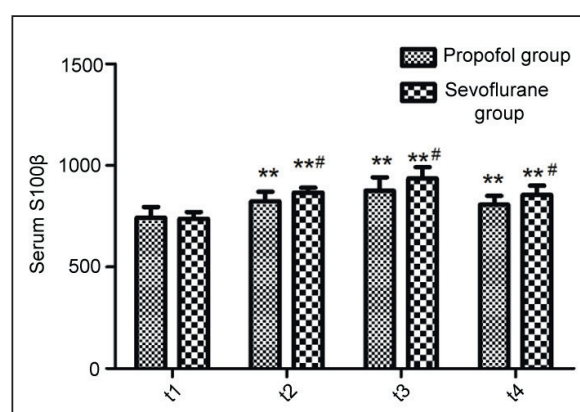 1500
1000
500
0
Serum S100β
Propofol group
Sevoflurane
group
**
**#
**
**#
**
**#
t1
t2
t3
t4